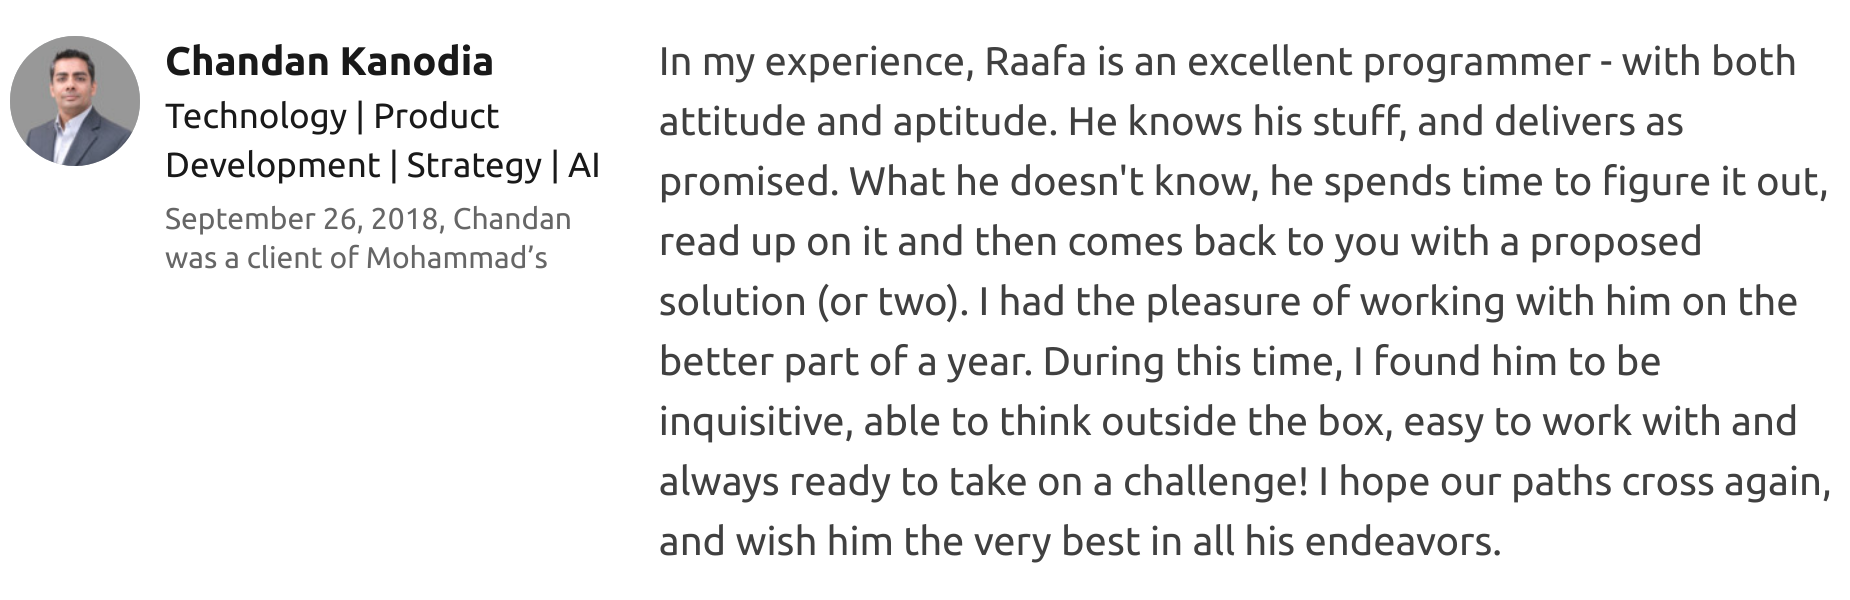 Chandan Kanodia
Technology | Product
Development | Strategy | AI
September 26, 2018, Chandan
was a client of Mohammad’s
In my experience, Raafa is an excellent programmer - with both
attitude and aptitude. He knows his stuff, and delivers as
promised. What he doesn't know, he spends time to figure it out,
read up on it and then comes back to you with a proposed
solution (or two). I had the pleasure of working with him on the
better part of a year. During this time, I found him to be
inquisitive, able to think outside the box, easy to work with and
always ready to take on a challenge! I hope our paths cross again,
and wish him the very best in all his endeavors.